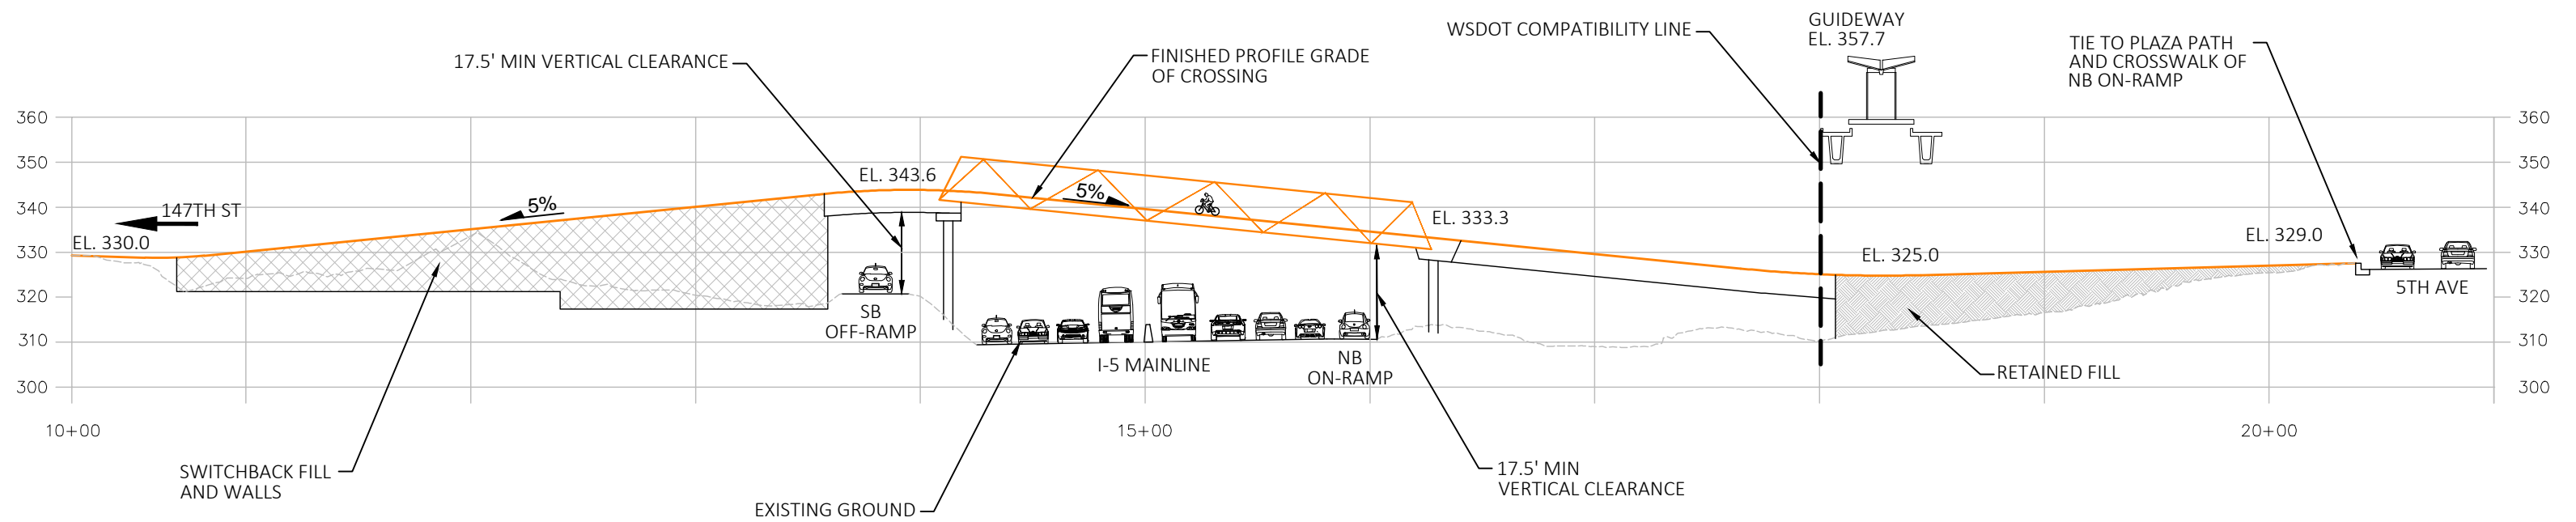 WSDOT COMPATIBILITY LINE
GUIDEWAY
EL. 357.7
TIE TO PLAZA PATH
AND CROSSWALK OF
NB ON-RAMP
17.5' MIN VERTICAL CLEARANCE
FINISHED PROFILE GRADE
OF CROSSING
360
360
350
350
340
340
330
330
320
320
310
310
300
300
147TH ST
EL. 330.0
5%
EL. 343.6
5%
EL. 333.3
EL. 325.0
EL. 329.0
SB
OFF-RAMP
I-5 MAINLINE
NB
ON-RAMP
5TH AVE
RETAINED FILL
10+00
15+00
20+00
SWITCHBACK FILL
AND WALLS
EXISTING GROUND
17.5' MIN
VERTICAL CLEARANCE